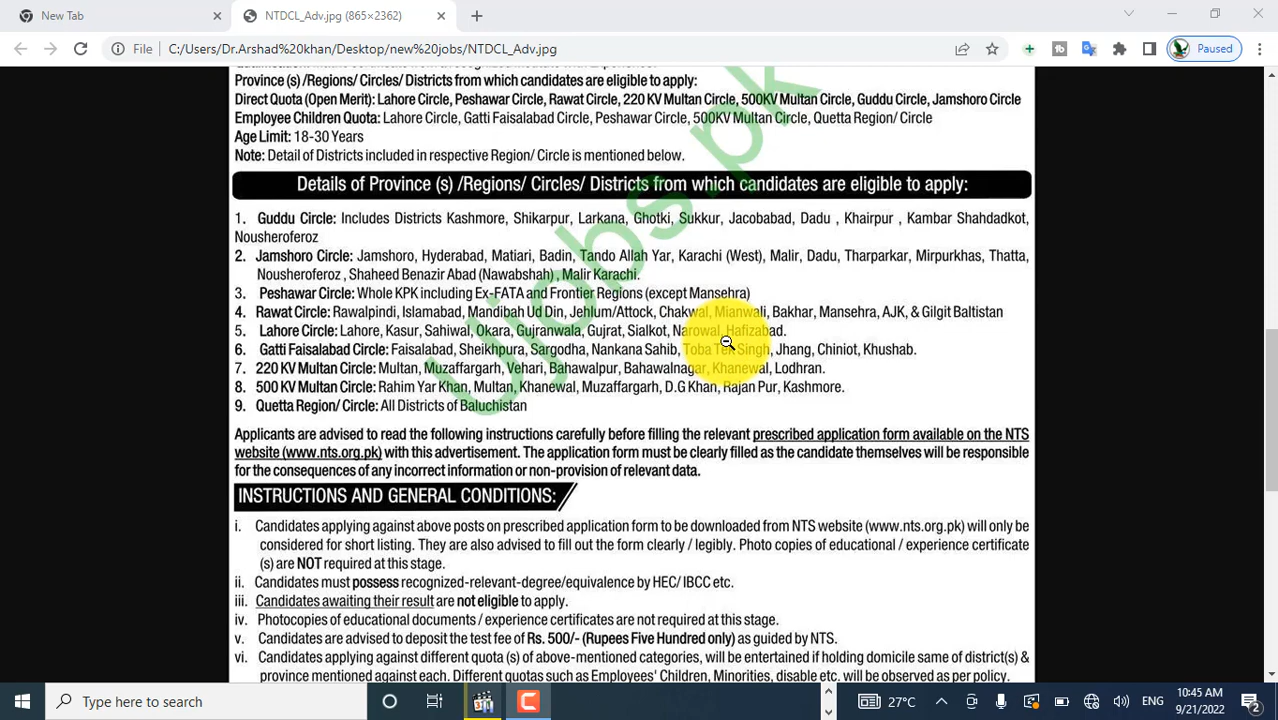 New Tab
NTDCL_Adv.jpg (865×2362)
File
C:/Users/Dr.Arshad%20khan/Desktop/new%20jobs/NTDCL_Adv.jpg
Paused
Province (s) /Regions/ Circles/ Districts from which candidates are eligible to apply:
Direct Quota (Open Merit): Lahore Circle, Peshawar Circle, Rawat Circle, 220 KV Multan Circle, 500KV Multan Circle, Guddu Circle, Jamshoro Circle
Employee Children Quota: Lahore Circle, Gatti Faisalabad Circle, Peshawar Circle, 500KV Multan Circle, Quetta Region/ Circle
Age Limit: 18-30 Years
Note: Detail of Districts included in respective Region/ Circle is mentioned below.
Details of Province (s) /Regions/ Circles/ Districts from which candidates are eligible to apply:
1. Guddu Circle: Includes Districts Kashmore, Shikarpur, Larkana, Ghotki, Sukkur, Jacobabad, Dadu , Khairpur , Kambar Shahdadkot,
Nousheroferoz
2. Jamshoro Circle: Jamshoro, Hyderabad, Matiari, Badin, Tando Allah Yar, Karachi (West), Malir, Dadu, Tharparkar, Mirpurkhas, Thatta,
Nousheroferoz , Shaheed Benazir Abad (Nawabshah) , Malir Karachi.
3. Peshawar Circle: Whole KPK including Ex-FATA and Frontier Regions (except Mansehra)
4. Rawat Circle: Rawalpindi, Islamabad, Mandibah Ud Din, Jehlum/Attock, Chakwal, Mianwali, Bakhar, Mansehra, AJK, & Gilgit Baltistan
5. Lahore Circle: Lahore, Kasur, Sahiwal, Okara, Gujranwala, Gujrat, Sialkot, Narowal, Hafizabad.
6. Gatti Faisalabad Circle: Faisalabad, Sheikhpura, Sargodha, Nankana Sahib, Toba Tek Singh, Jhang, Chiniot, Khushab.
7. 220 KV Multan Circle: Multan, Muzaffargarh, Vehari, Bahawalpur, Bahawalnagar, Khanewal, Lodhran.
8. 500 KV Multan Circle: Rahim Yar Khan, Multan, Khanewal, Muzaffargarh, D.G Khan, Rajan Pur, Kashmore.
9. Quetta Region/ Circle: All Districts of Baluchistan
Ujobs.pk
Applicants are advised to read the following instructions carefully before filling the relevant prescribed application form available on the NTS
website (www.nts.org.pk) with this advertisement. The application form must be clearly filled as the candidate themselves will be responsible
for the consequences of any incorrect information or non-provision of relevant data.
INSTRUCTIONS AND GENERAL CONDITIONS:
i. Candidates applying against above posts on prescribed application form to be downloaded from NTS website (www.nts.org.pk) will only be
considered for short listing. They are also advised to fill out the form clearly / legibly. Photo copies of educational / experience certificate
(s) are NOT required at this stage.
ii. Candidates must possess recognized-relevant-degree/equivalence by HEC/ IBCC etc.
iii. Candidates awaiting their result are not eligible to apply.
iv. Photocopies of educational documents / experience certificates are not required at this stage.
v. Candidates are advised to deposit the test fee of Rs. 500/- (Rupees Five Hundred only) as guided by NTS.
vi. Candidates applying against different quota (s) of above-mentioned categories, will be entertained if holding domicile same of district(s) &
province mentioned against each. Different quotas such as Employees' Children, Minorities, disable etc. will be observed as per policy.
Type here to search
27°C
ENG
10:45 AM
9/21/2022
2